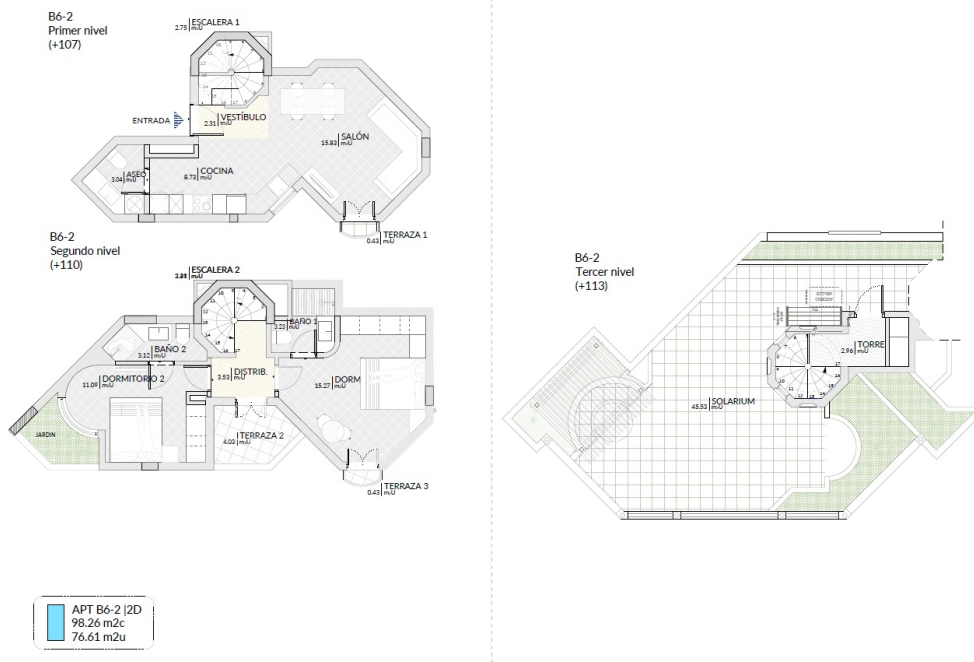 B6-2
Primer nivel
(+107)
ESCALERA 1
2.75 m2U
ENTRADA
VESTÍBULO
2.31 m2U
SALÓN
15.83 m2U
ASEO
3.04 m2U
COCINA
8.73 m2U
TERRAZA 1
0.43 m2U
B6-2
Segundo nivel
(+110)
ESCALERA 2
BAÑO 1
3.23 m2U
BAÑO 2
3.12 m2U
DORMITORIO 2
11.09 m2U
DISTRIB.
3.53 m2U
DORM
15.27 m2U
JARDIN
TERRAZA 2
4.03 m2U
TERRAZA 3
0.43 m2U
B6-2
Tercer nivel
(+113)
TORRE
2.96 m2U
SOLARIUM
45.53 m2U
APT B6-2 |2D
98.26 m2c
76.61 m2u